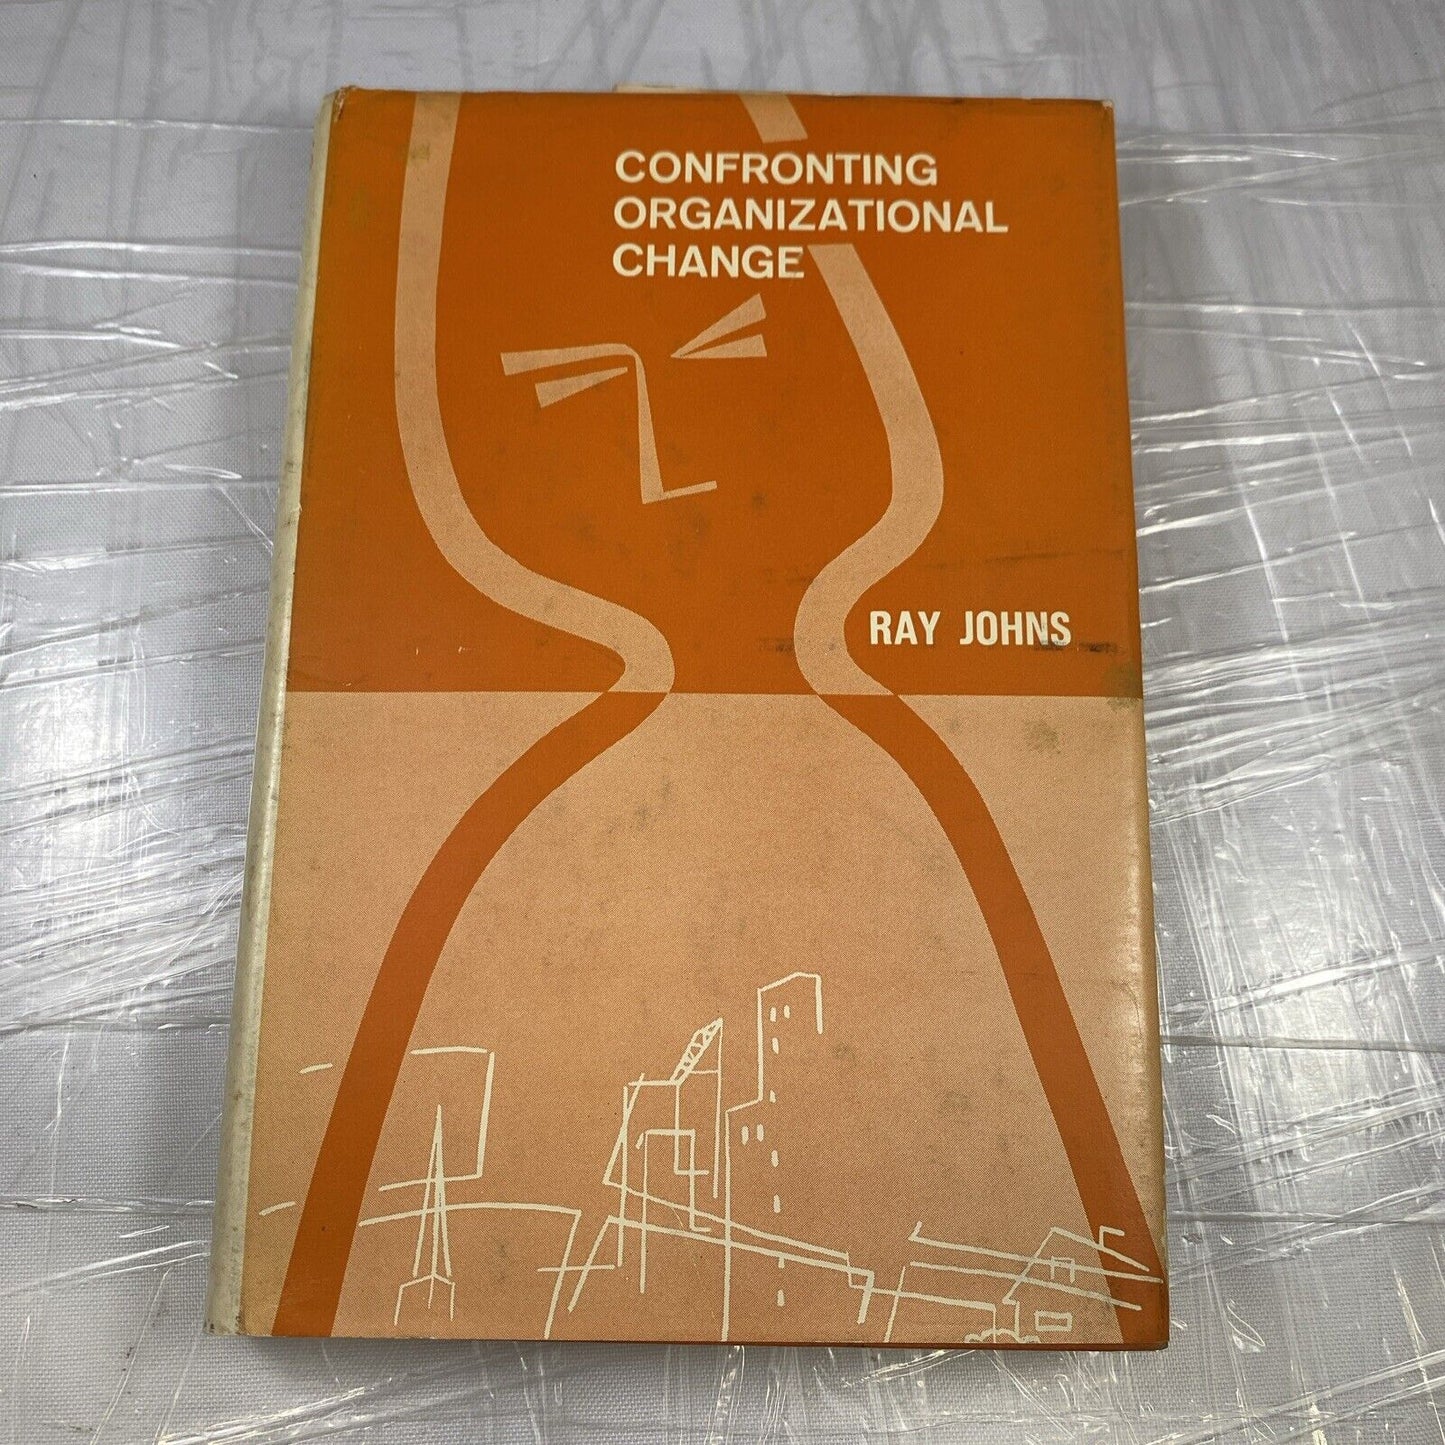 CONFRONTING
ORGANIZATIONAL
CHANGE
RAY JOHNS